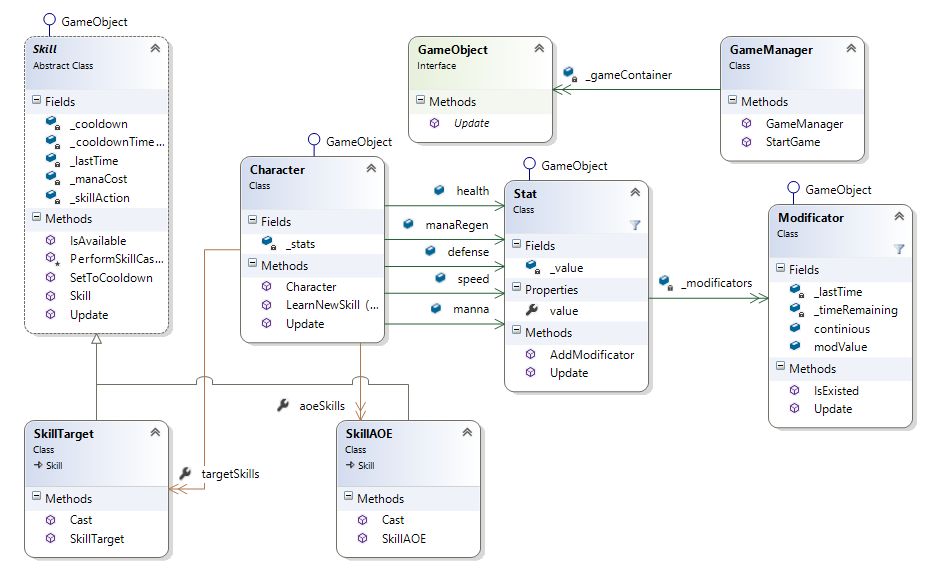 GameObject
Skill
Abstract Class
Fields
_cooldown
_cooldownTime...
_lastTime
_manaCost
_skillAction
Methods
IsAvailable
PerformSkillCas...
SetToCooldown
Skill
Update
GameObject
Interface
Methods
Update
_gameContainer
GameManager
Class
Methods
GameManager
StartGame
GameObject
Character
Class
Fields
_stats
Methods
Character
LearnNewSkill (...
Update
health
manaRegen
defense
speed
manna
GameObject
Stat
Class
Fields
_value
Properties
value
Methods
AddModificator
Update
_modificators
GameObject
Modificator
Class
Fields
_lastTime
_timeRemaining
continious
modValue
Methods
IsExisted
Update
SkillTarget
Class
Skill
Methods
Cast
SkillTarget
targetSkills
aoeSkills
SkillAOE
Class
Skill
Methods
Cast
SkillAOE